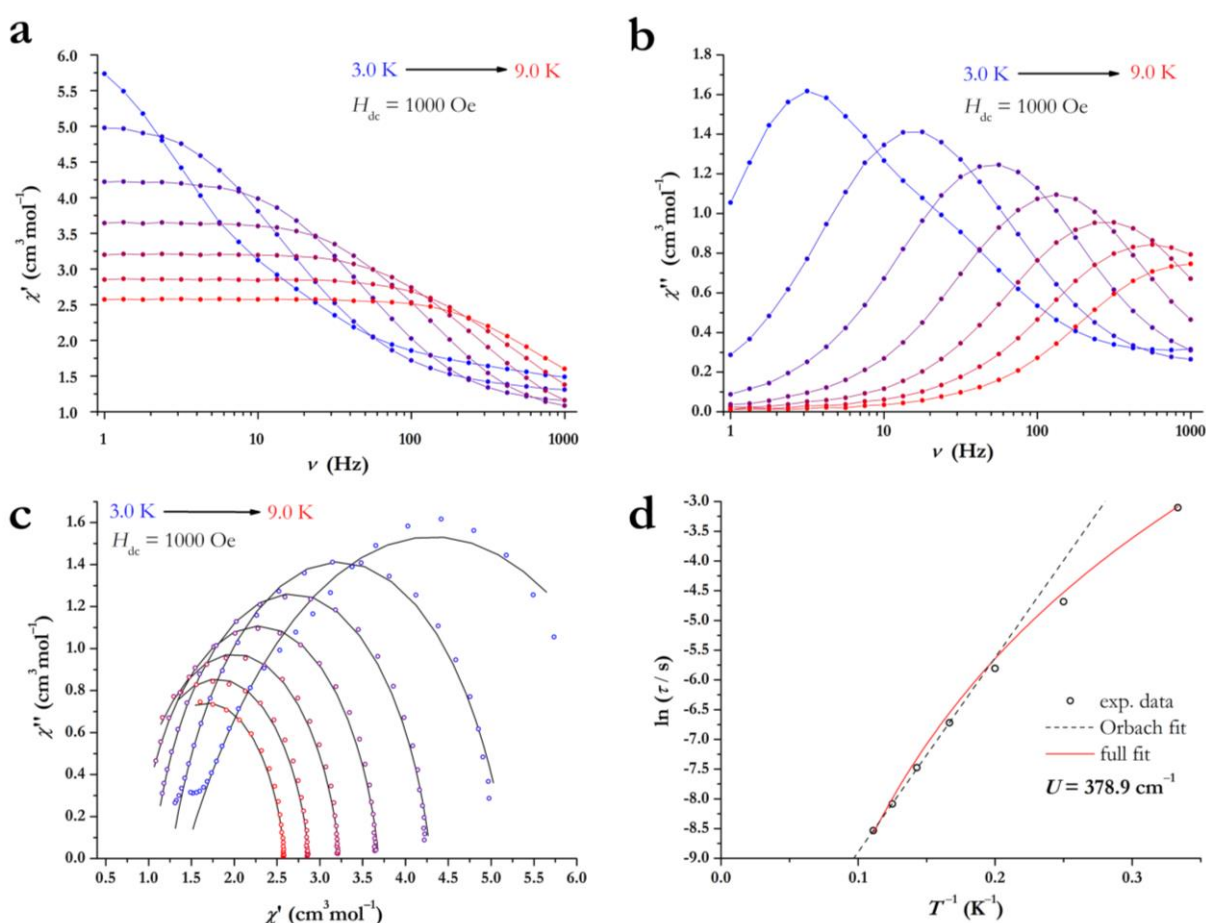 a
3.0 K 9.0 K
H_dc = 1000 Oe
6.0
5.5
5.0
4.5
4.0
3.5
3.0
2.5
2.0
1.5
1.0
χ' (cm³ mol⁻¹)
1 10 100 1000
ν (Hz)
b
3.0 K 9.0 K
H_dc = 1000 Oe
1.8
1.6
1.4
1.2
1.0
0.8
0.6
0.4
0.2
0.0
χ'' (cm³ mol⁻¹)
1 10 100 1000
ν (Hz)
c
3.0 K 9.0 K
H_dc = 1000 Oe
1.6
1.4
1.2
1.0
0.8
0.6
0.4
0.2
0.0
χ'' (cm³ mol⁻¹)
0.5 1.0 1.5 2.0 2.5 3.0 3.5 4.0 4.5 5.0 5.5 6.0
χ' (cm³mol⁻¹)
d
-3.0
-3.5
-4.0
-4.5
-5.0
-5.5
-6.0
-6.5
-7.0
-7.5
-8.0
-8.5
-9.0
ln (τ / s)
exp. data
Orbach fit
full fit
U = 378.9 cm⁻¹
0.0 0.1 0.2 0.3
T⁻¹ (K⁻¹)